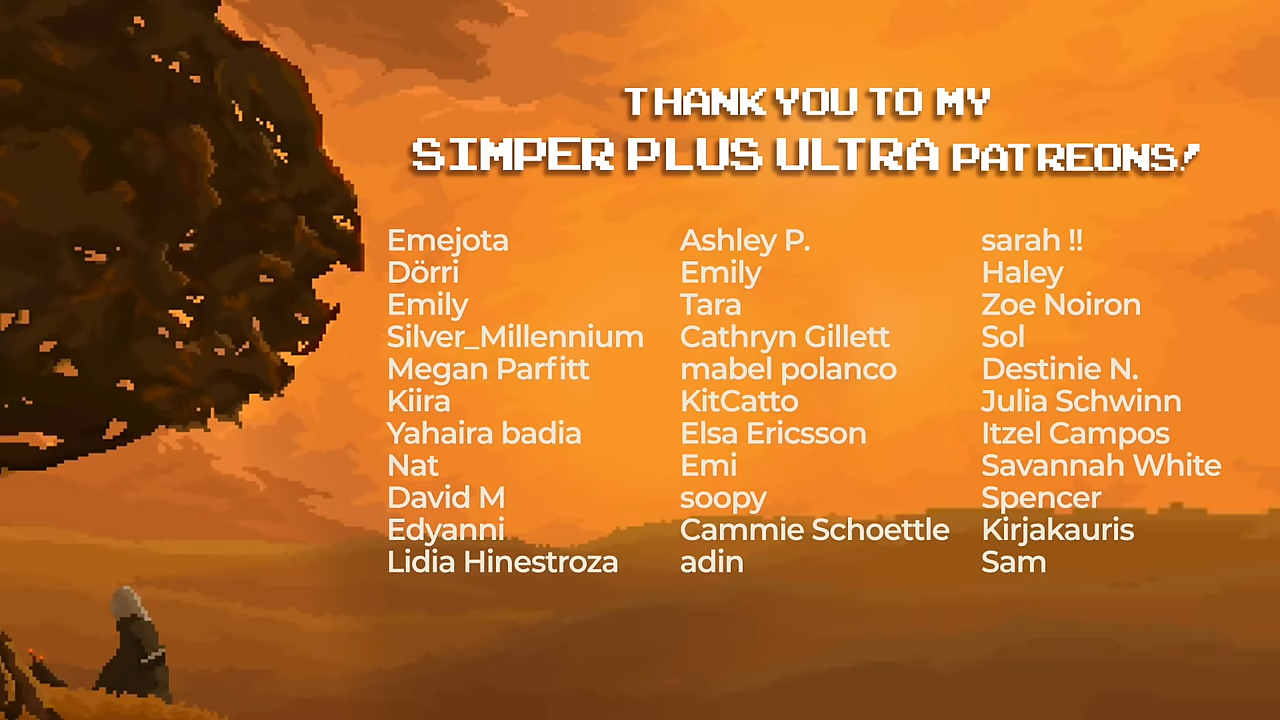 THANK YOU TO MY
SIMPER PLUS ULTRA PATREONS!
Emejota
Dörri
Emily
Silver_Millennium
Megan Parfitt
Kiira
Yahaira badia
Nat
David M
Edyanni
Lidia Hinestroza
Ashley P.
Emily
Tara
Cathryn Gillett
mabel polanco
KitCatto
Elsa Ericsson
Emi
soopy
Cammie Schoettle
adin
sarah !!
Haley
Zoe Noiron
Sol
Destinie N.
Julia Schwinn
Itzel Campos
Savannah White
Spencer
Kirjakauris
Sam